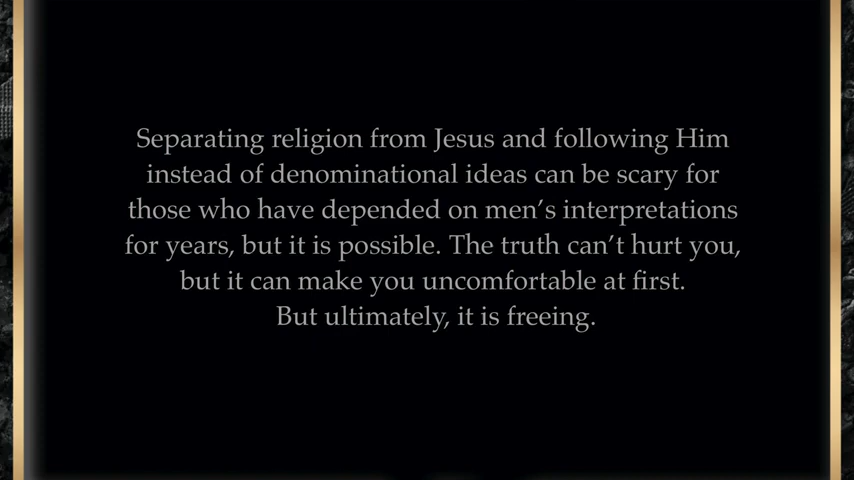 Separating religion from Jesus and following Him
instead of denominational ideas can be scary for
those who have depended on men’s interpretations
for years, but it is possible. The truth can’t hurt you,
but it can make you uncomfortable at first.
But ultimately, it is freeing.